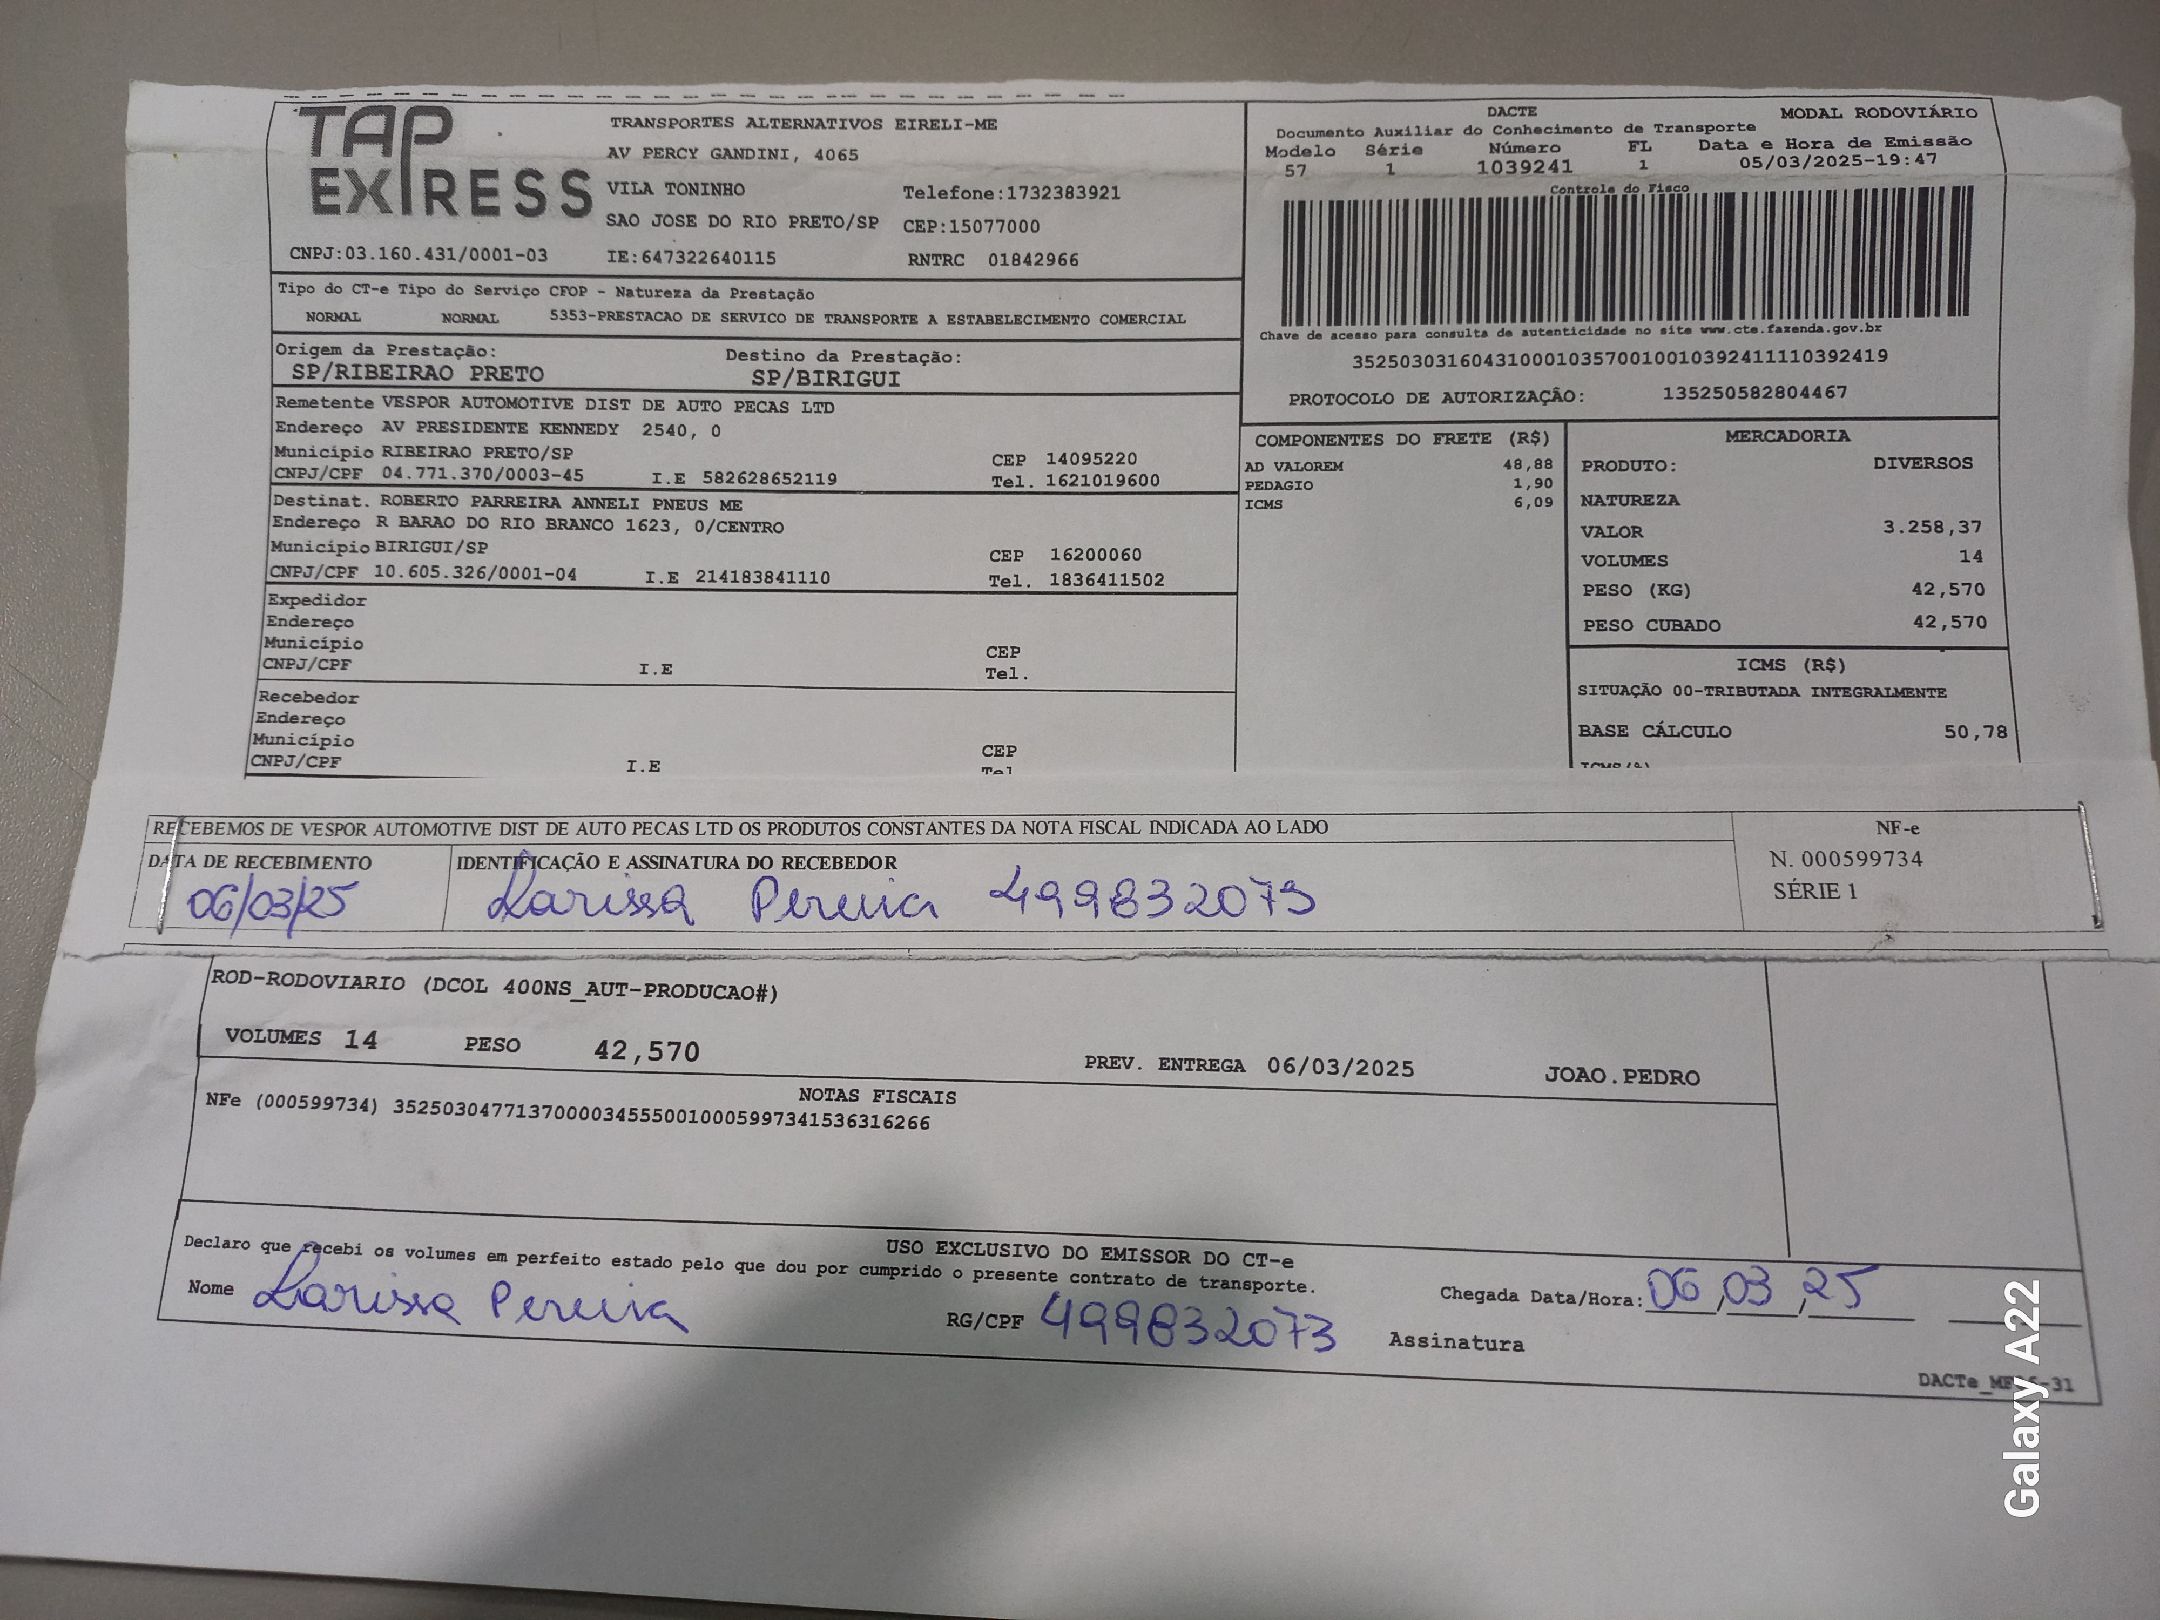 TAP EXPRESS
TRANSPORTES ALTERNATIVOS EIRELI-ME
AV PERCY GANDINI, 4065
VILA TONINHO Telefone:1732383921
SAO JOSE DO RIO PRETO/SP CEP:15077000
CNPJ:03.160.431/0001-03 IE:647322640115 RNTRC 01842966
DACTE MODAL RODOVIÁRIO
Documento Auxiliar do Conhecimento de Transporte
Modelo Série Número FL Data e Hora de Emissão
57 1 1039241 1 05/03/2025-19:47
Controle do Fisco
Chave de acesso para consulta de autenticidade no site www.cte.fazenda.gov.br
35250303160431000103570010010392411110392419
PROTOCOLO DE AUTORIZAÇÃO: 135250582804467
Tipo do CT-e Tipo do Serviço CFOP - Natureza da Prestação
NORMAL NORMAL 5353-PRESTACAO DE SERVICO DE TRANSPORTE A ESTABELECIMENTO COMERCIAL
Origem da Prestação: Destino da Prestação:
SP/RIBEIRAO PRETO SP/BIRIGUI
Remetente VESPOR AUTOMOTIVE DIST DE AUTO PECAS LTD
Endereço AV PRESIDENTE KENNEDY 2540, 0
Município RIBEIRAO PRETO/SP CEP 14095220
CNPJ/CPF 04.771.370/0003-45 I.E 582628652119 Tel. 1621019600
Destinat. ROBERTO PARREIRA ANNELI PNEUS ME
Endereço R BARAO DO RIO BRANCO 1623, 0/CENTRO
Município BIRIGUI/SP CEP 16200060
CNPJ/CPF 10.605.326/0001-04 I.E 214183841110 Tel. 1836411502
Expedidor
Endereço
Município CEP
CNPJ/CPF I.E Tel.
Recebedor
Endereço
Município CEP
CNPJ/CPF I.E Tel
COMPONENTES DO FRETE (R$)
AD VALOREM 48,88
PEDAGIO 1,90
ICMS 6,09
MERCADORIA
PRODUTO: DIVERSOS
NATUREZA
VALOR 3.258,37
VOLUMES 14
PESO (KG) 42,570
PESO CUBADO 42,570
ICMS (R$)
SITUAÇÃO 00-TRIBUTADA INTEGRALMENTE
BASE CÁLCULO 50,78
RECEBEMOS DE VESPOR AUTOMOTIVE DIST DE AUTO PECAS LTD OS PRODUTOS CONSTANTES DA NOTA FISCAL INDICADA AO LADO
DATA DE RECEBIMENTO IDENTIFICAÇÃO E ASSINATURA DO RECEBEDOR
06/03/25 Larissa Pereira 499832073
NF-e
N. 000599734
SÉRIE 1
ROD-RODOVIARIO (DCOL 400NS_AUT-PRODUCAO#)
VOLUMES 14 PESO 42,570 PREV. ENTREGA 06/03/2025 JOAO.PEDRO
NOTAS FISCAIS
NFe (000599734) 35250304771370000345550010005997341536316266
USO EXCLUSIVO DO EMISSOR DO CT-e
Declaro que recebi os volumes em perfeito estado pelo que dou por cumprido o presente contrato de transporte.
Nome Larissa Pereira RG/CPF 499832073 Assinatura
Chegada Data/Hora: 06,03,25
Galaxy A22